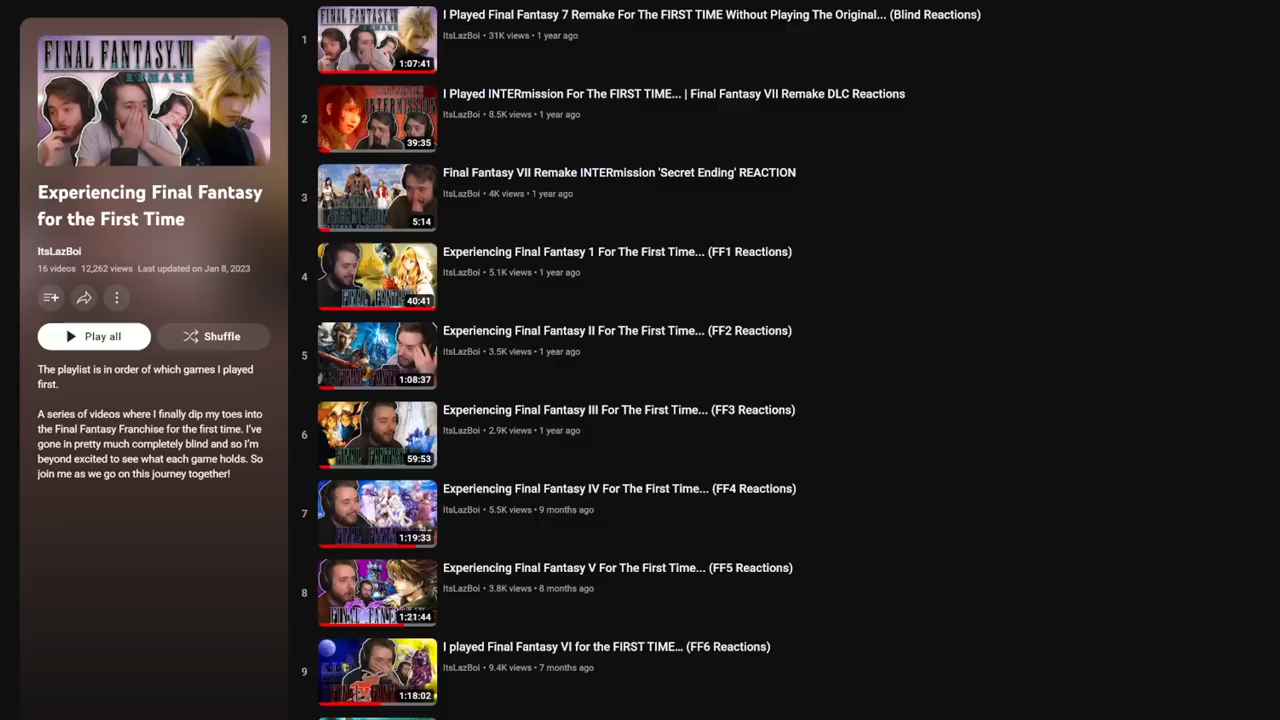 FINAL FANTASY VII
REMAKE
Experiencing Final Fantasy
for the First Time
ItsLazBoi
16 videos 12,262 views Last updated on Jan 8, 2023
Play all
Shuffle
The playlist is in order of which games I played
first.
A series of videos where I finally dip my toes into
the Final Fantasy Franchise for the first time. I've
gone in pretty much completely blind and so I'm
beyond excited to see what each game holds. So
join me as we go on this journey together!
1
FINAL FANTASY VII
1:07:41
I Played Final Fantasy 7 Remake For The FIRST TIME Without Playing The Original... (Blind Reactions)
ItsLazBoi • 31K views • 1 year ago
2
INTERMISSION
39:35
I Played INTERmission For The FIRST TIME... | Final Fantasy VII Remake DLC Reactions
ItsLazBoi • 8.5K views • 1 year ago
3
5:14
Final Fantasy VII Remake INTERmission 'Secret Ending' REACTION
ItsLazBoi • 4K views • 1 year ago
4
40:41
Experiencing Final Fantasy 1 For The First Time... (FF1 Reactions)
ItsLazBoi • 5.1K views • 1 year ago
5
1:08:37
Experiencing Final Fantasy II For The First Time... (FF2 Reactions)
ItsLazBoi • 3.5K views • 1 year ago
6
59:53
Experiencing Final Fantasy III For The First Time... (FF3 Reactions)
ItsLazBoi • 2.9K views • 1 year ago
7
1:19:33
Experiencing Final Fantasy IV For The First Time... (FF4 Reactions)
ItsLazBoi • 5.5K views • 9 months ago
8
1:21:44
Experiencing Final Fantasy V For The First Time... (FF5 Reactions)
ItsLazBoi • 3.8K views • 8 months ago
9
1:18:02
I played Final Fantasy VI for the FIRST TIME... (FF6 Reactions)
ItsLazBoi • 9.4K views • 7 months ago